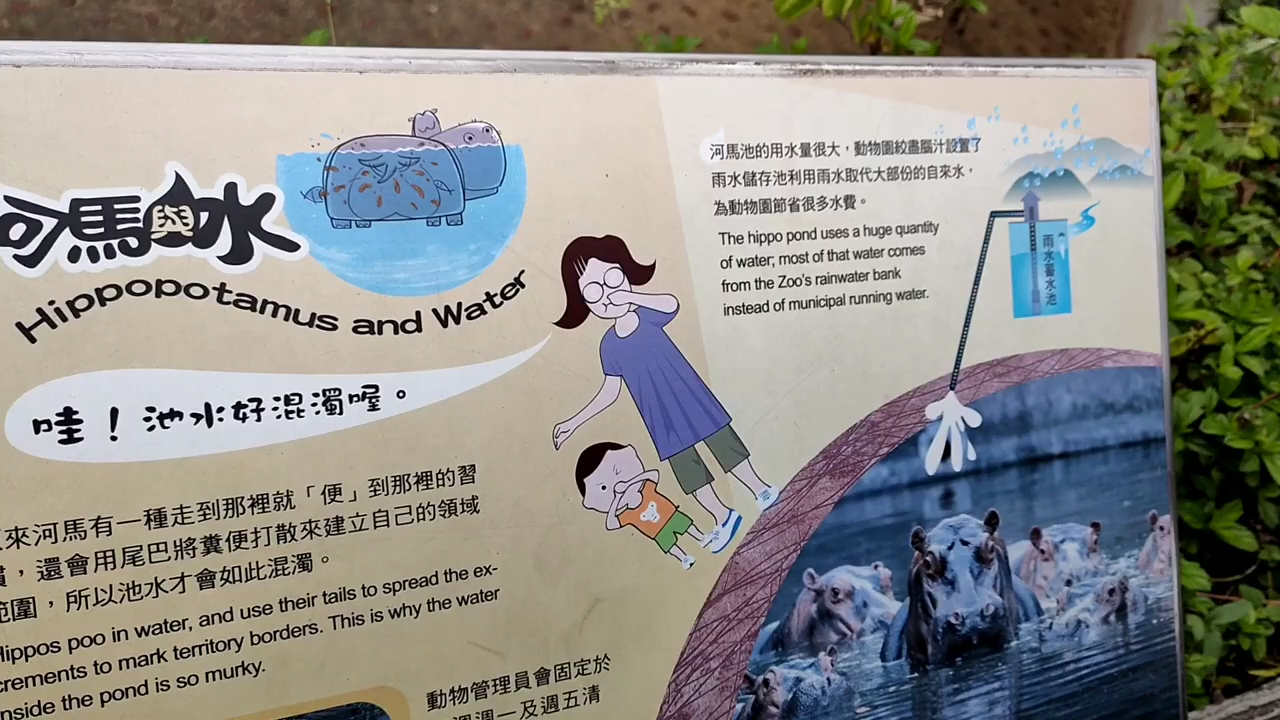 河馬與水
Hippopotamus and Water
哇！池水好混濁喔。
來河馬有一種走到那裡就「便」到那裡的習
慣，還會用尾巴將糞便打散來建立自己的領域
範圍，所以池水才會如此混濁。
Hippos poo in water, and use their tails to spread the ex-
crements to mark territory borders. This is why the water
inside the pond is so murky.
動物管理員會固定於
週一及週五清
河馬池的用水量很大，動物園絞盡腦汁設置了
雨水儲存池利用雨水取代大部份的自來水，
為動物園節省很多水費。
The hippo pond uses a huge quantity
of water; most of that water comes
from the Zoo's rainwater bank
instead of municipal running water.
雨水蓄水池